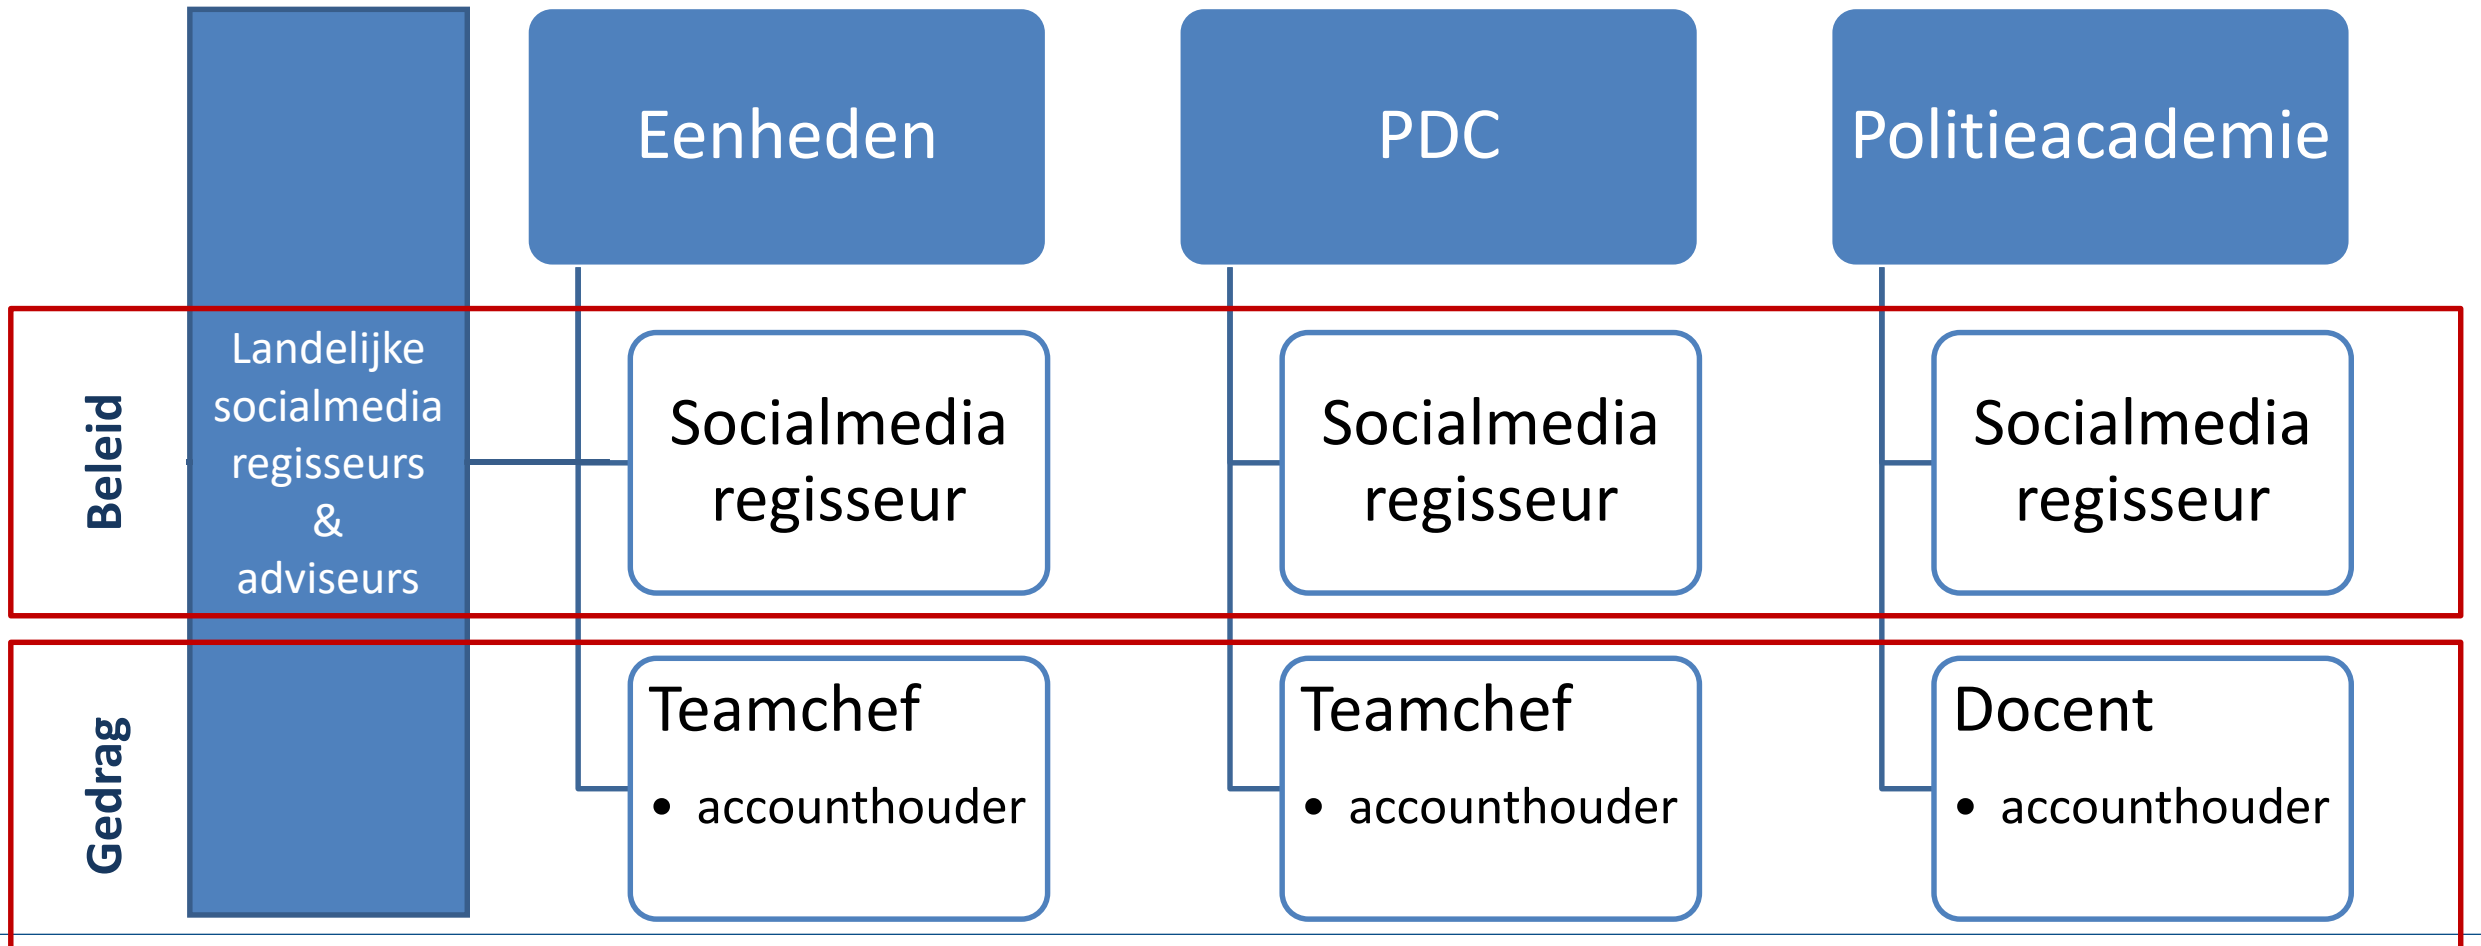 Eenheden
PDC
Politieacademie
Beleid
Landelijke
socialmedia
regisseurs
&
adviseurs
Socialmedia
regisseur
Socialmedia
regisseur
Socialmedia
regisseur
Gedrag
Teamchef
• accounthouder
Teamchef
• accounthouder
Docent
• accounthouder